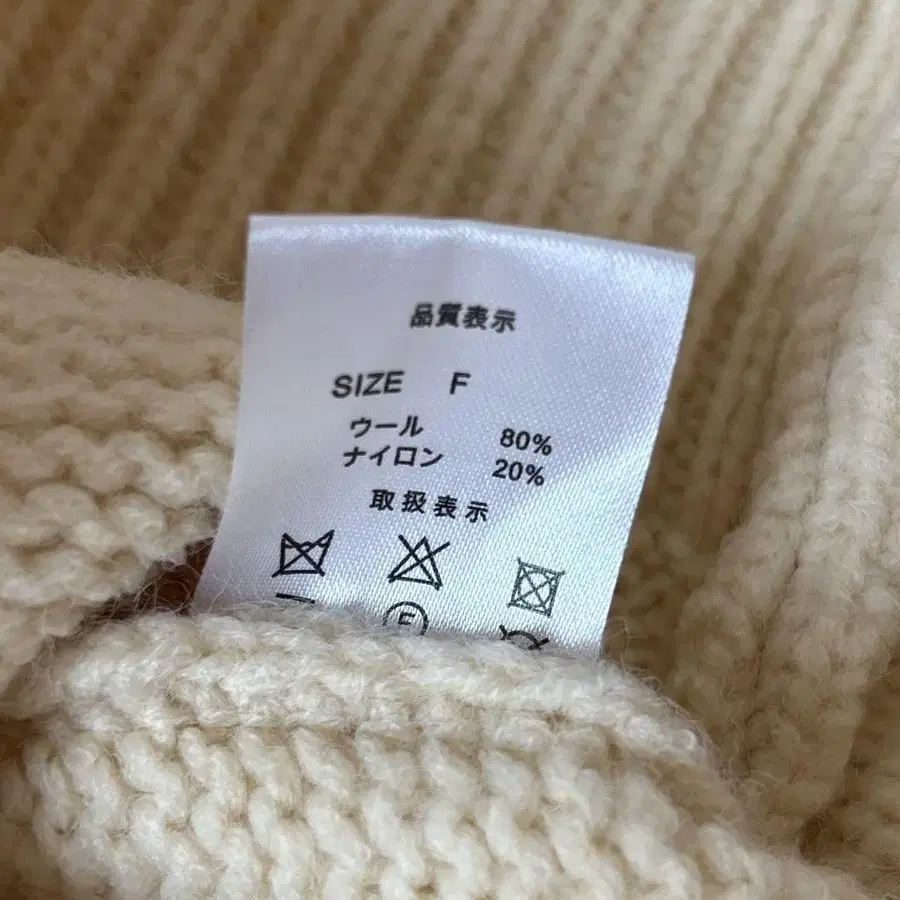 品質表示
SIZE F
ウール 80%
ナイロン 20%
取扱表示
F